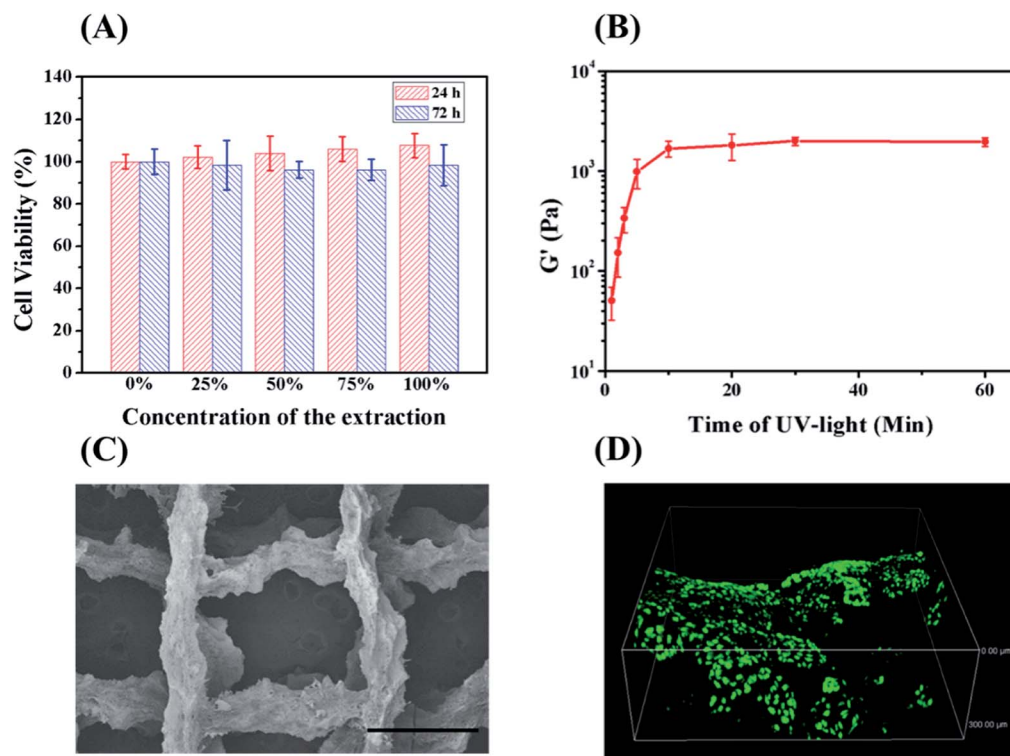 (A)
140
120
100
80
60
40
20
0
Cell Viability (%)
24 h
72 h
0% 25% 50% 75% 100%
Concentration of the extraction
(B)
10^4
10^3
10^2
10^1
G' (Pa)
0 20 40 60
Time of UV-light (Min)
(C)
(D)
0.00 µm
300.00 µm